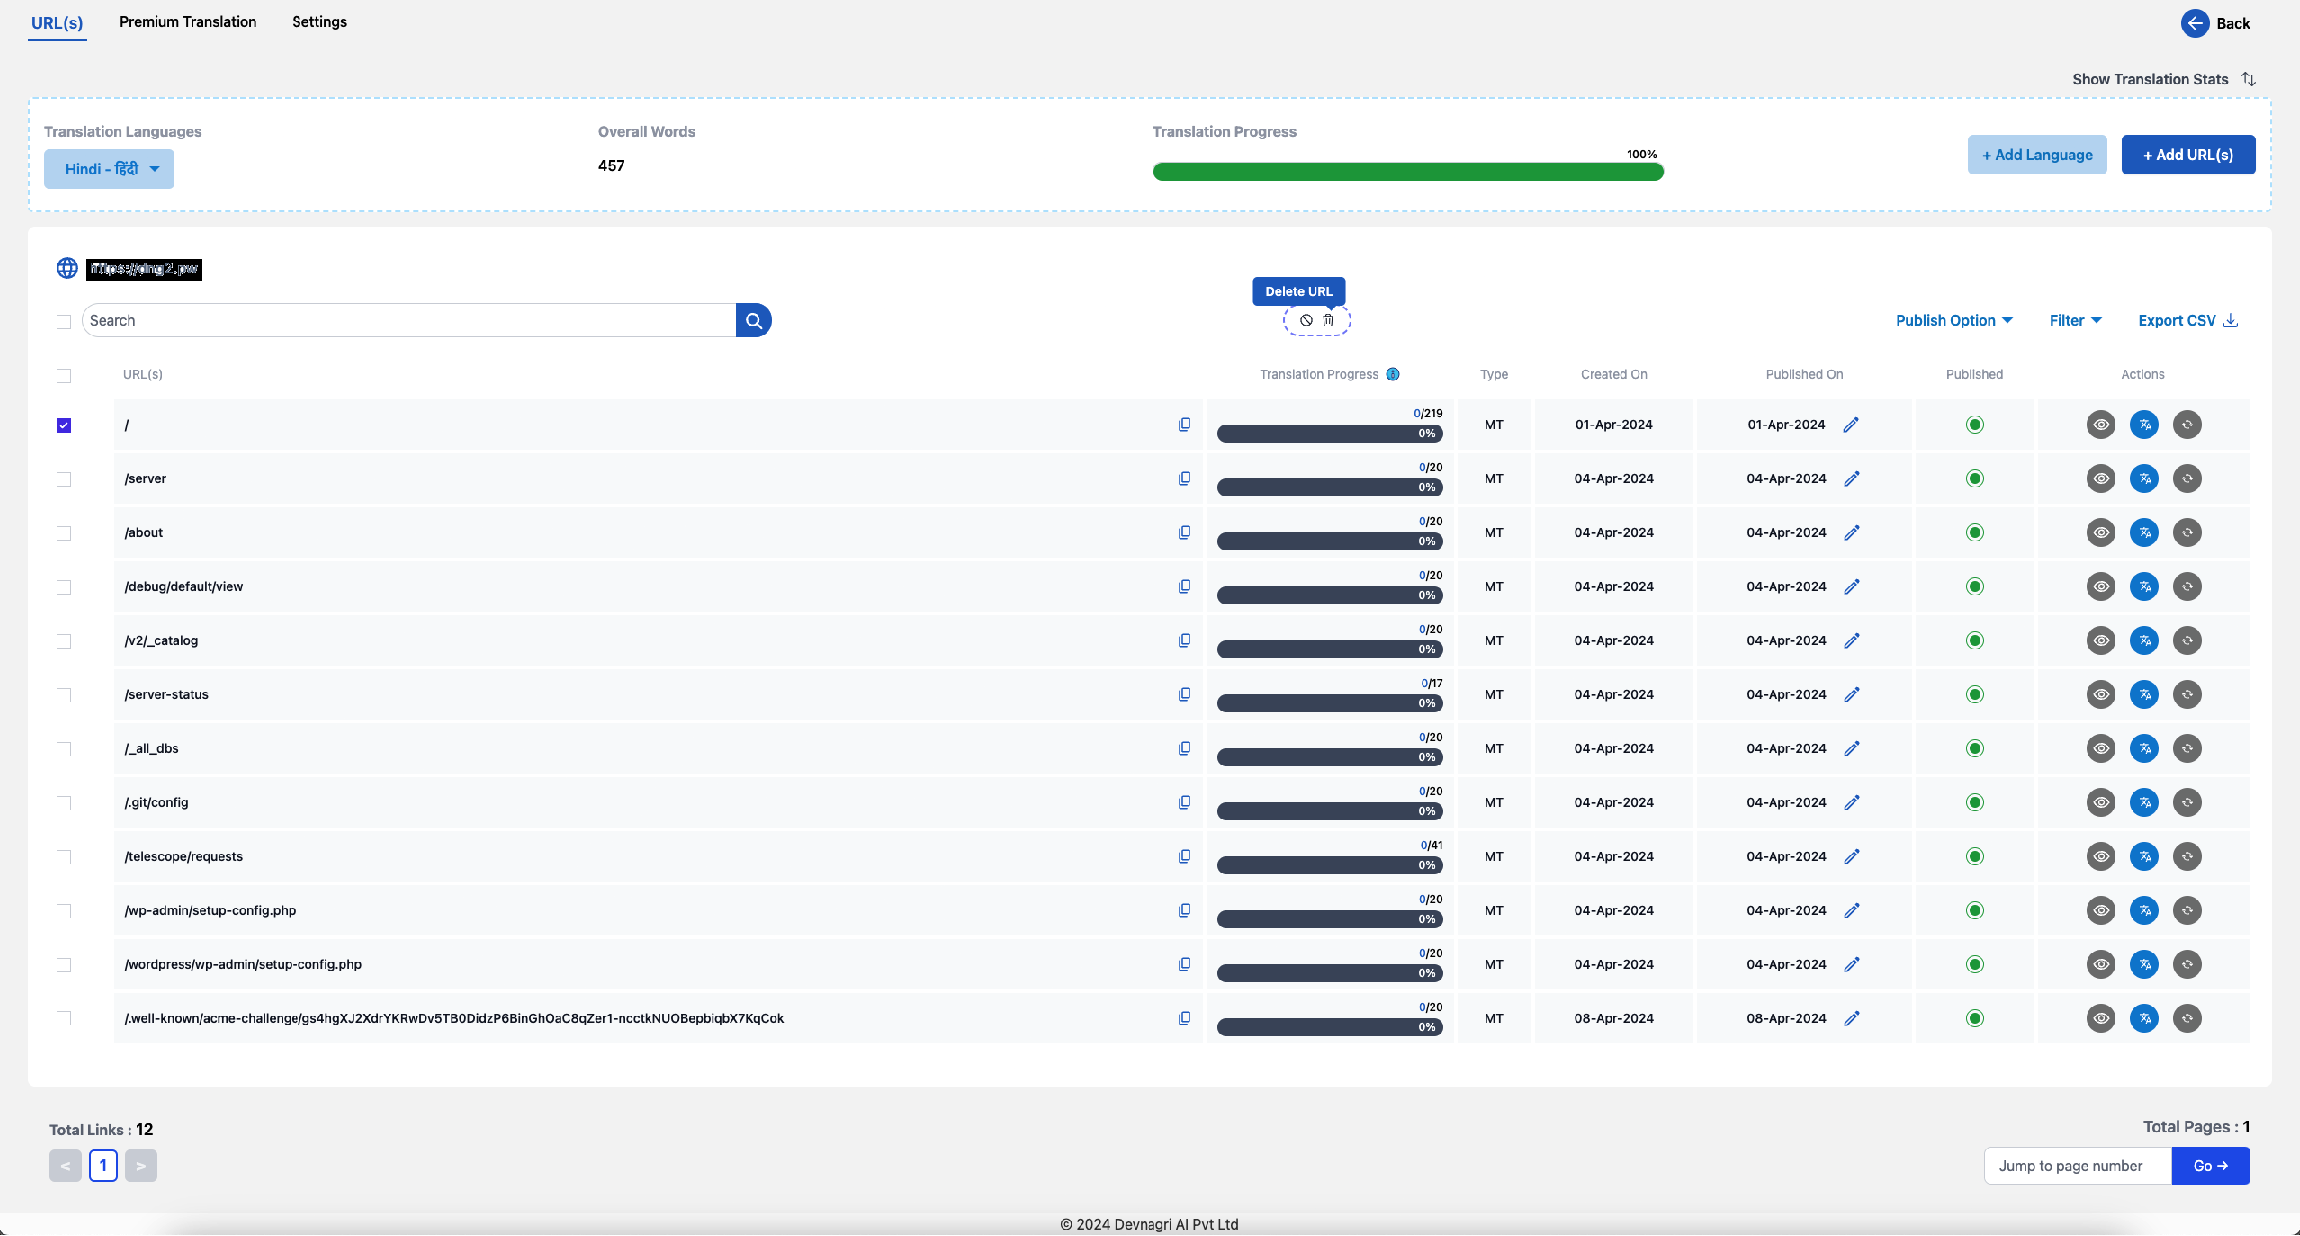 URL(s) Premium Translation Settings Back
Show Translation Stats
Translation Languages Overall Words Translation Progress
Hindi - हिंदी 457 100% + Add Language + Add URL(s)
https://dng2.pw
Delete URL
Search Publish Option Filter Export CSV
URL(s) Translation Progress Type Created On Published On Published Actions
/ 0/219 0% MT 01-Apr-2024 01-Apr-2024
/server 0/20 0% MT 04-Apr-2024 04-Apr-2024
/about 0/20 0% MT 04-Apr-2024 04-Apr-2024
/debug/default/view 0/20 0% MT 04-Apr-2024 04-Apr-2024
/v2/_catalog 0/20 0% MT 04-Apr-2024 04-Apr-2024
/server-status 0/17 0% MT 04-Apr-2024 04-Apr-2024
/_all_dbs 0/20 0% MT 04-Apr-2024 04-Apr-2024
/.git/config 0/20 0% MT 04-Apr-2024 04-Apr-2024
/telescope/requests 0/41 0% MT 04-Apr-2024 04-Apr-2024
/wp-admin/setup-config.php 0/20 0% MT 04-Apr-2024 04-Apr-2024
/wordpress/wp-admin/setup-config.php 0/20 0% MT 04-Apr-2024 04-Apr-2024
/.well-known/acme-challenge/gs4hgXJ2XdrYKRwDv5TB0DidzP6BinGhOaC8qZer1-ncctkNUOBepbiqbX7KqCok 0/20 0% MT 08-Apr-2024 08-Apr-2024
Total Links : 12 Total Pages : 1
< 1 > Jump to page number Go →
© 2024 Devnagri AI Pvt Ltd